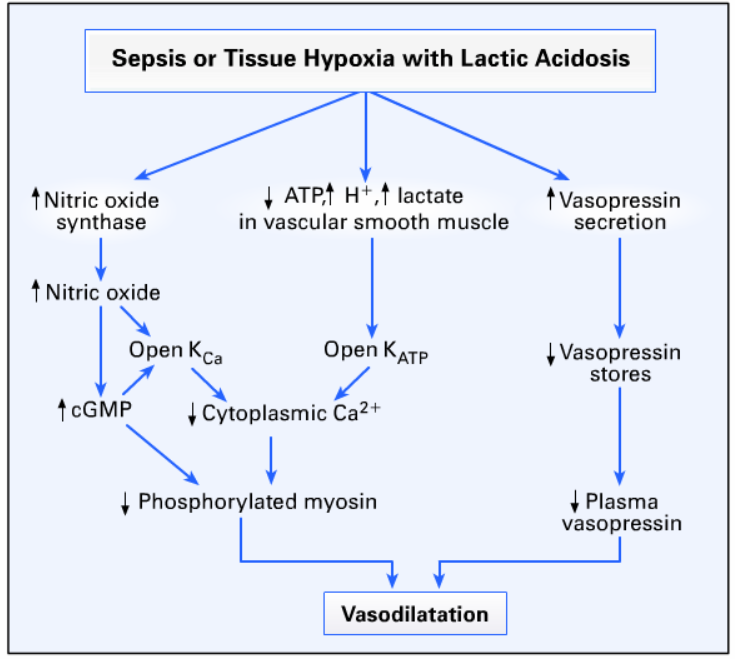 Sepsis or Tissue Hypoxia with Lactic Acidosis
↑ Nitric oxide
synthase
↓ ATP,↑ H⁺,↑ lactate
in vascular smooth muscle
↑ Vasopressin
secretion
↑ Nitric oxide
Open K_Ca
Open K_ATP
↓ Vasopressin
stores
↑ cGMP
↓ Cytoplasmic Ca²⁺
↓ Phosphorylated myosin
↓ Plasma
vasopressin
Vasodilatation